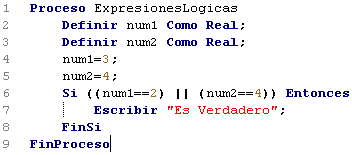 1 Proceso ExpresionesLogicas
2 Definir num1 Como Real;
3 Definir num2 Como Real;
4 num1=3;
5 num2=4;
6 Si ((num1==2) || (num2==4)) Entonces
7 Escribir "Es Verdadero";
8 FinSi
9 FinProceso